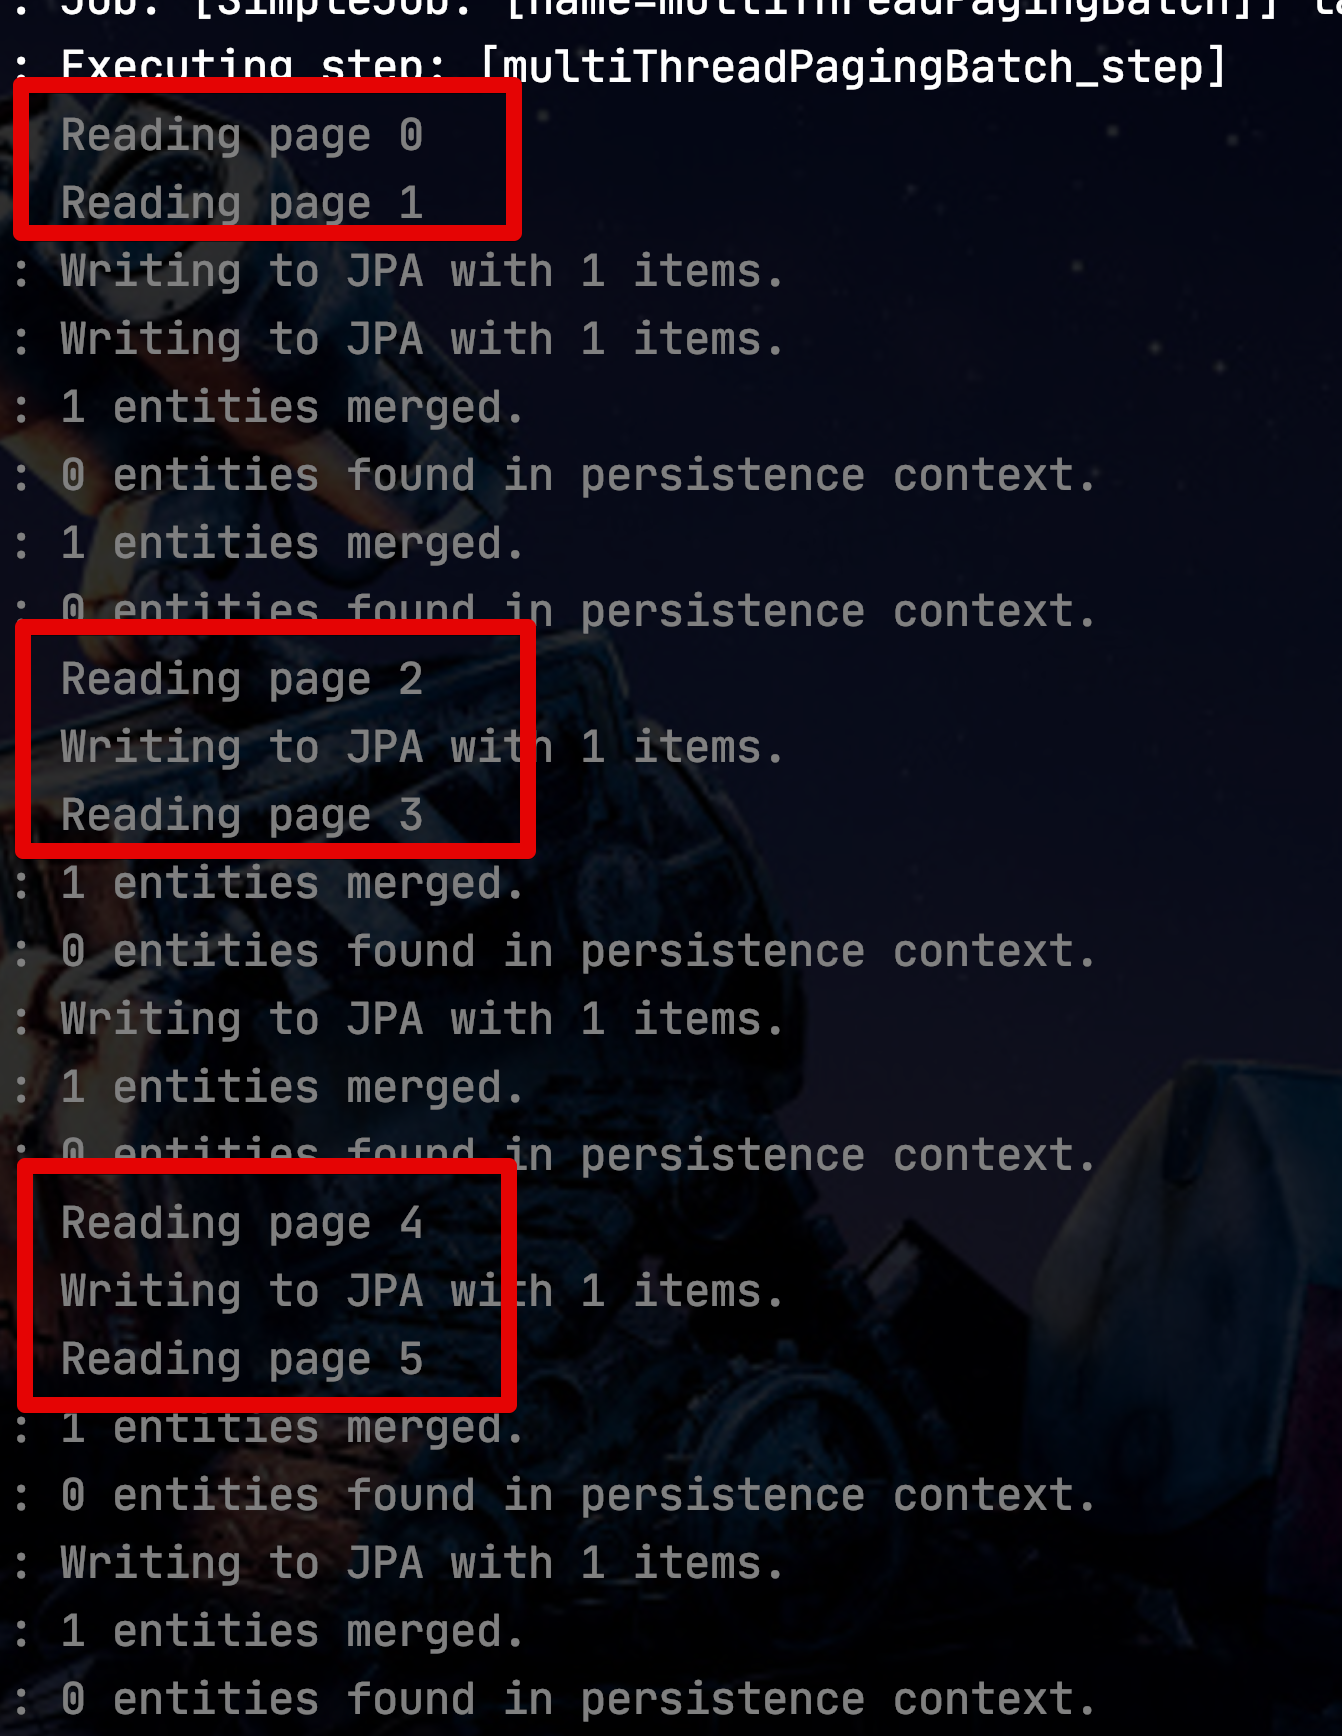 : Job: [SimpleJob: [name=multiThreadPagingBatch]]
: Executing step: [multiThreadPagingBatch_step]
Reading page 0
Reading page 1
: Writing to JPA with 1 items.
: Writing to JPA with 1 items.
: 1 entities merged.
: 0 entities found in persistence context.
: 1 entities merged.
: 0 entities found in persistence context.
Reading page 2
Writing to JPA with 1 items.
Reading page 3
: 1 entities merged.
: 0 entities found in persistence context.
: Writing to JPA with 1 items.
: 1 entities merged.
: 0 entities found in persistence context.
Reading page 4
Writing to JPA with 1 items.
Reading page 5
: 1 entities merged.
: 0 entities found in persistence context.
: Writing to JPA with 1 items.
: 1 entities merged.
: 0 entities found in persistence context.